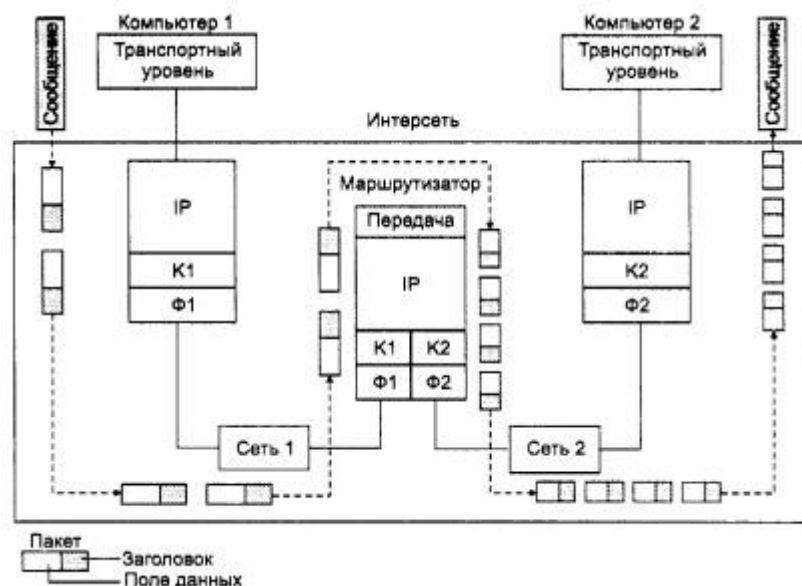 Компьютер 1
Компьютер 2
Сообщение
Транспортный
уровень
Транспортный
уровень
Сообщение
Интерсеть
IP
К1
Ф1
Маршрутизатор
Передача
IP
К1
К2
Ф1
Ф2
IP
К2
Ф2
Сеть 1
Сеть 2
Пакет
Заголовок
Поле данных